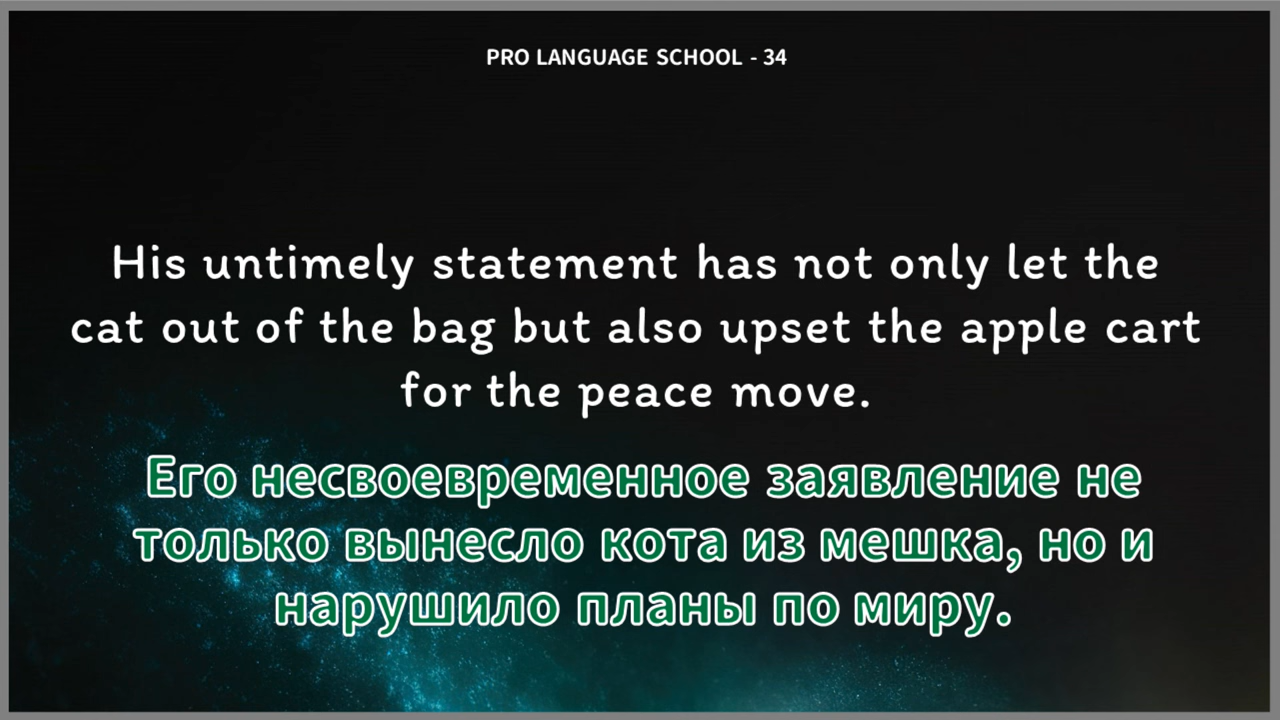 PRO LANGUAGE SCHOOL - 34
His untimely statement has not only let the
cat out of the bag but also upset the apple cart
for the peace move.
Его несвоевременное заявление не
только вынесло кота из мешка, но и
нарушило планы по миру.